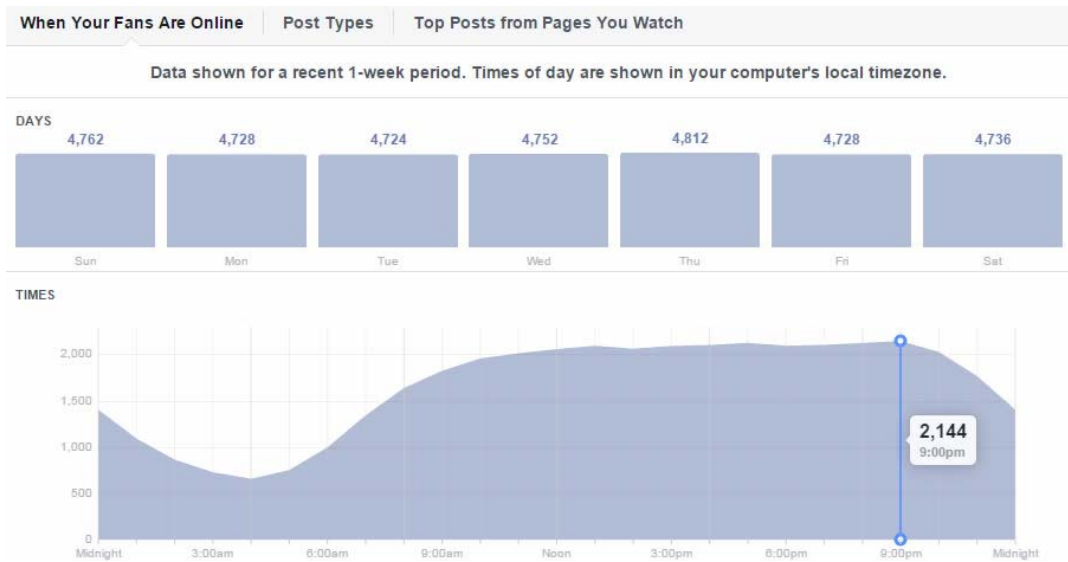 When Your Fans Are Online Post Types Top Posts from Pages You Watch
Data shown for a recent 1-week period. Times of day are shown in your computer's local timezone.
DAYS
4,762 4,728 4,724 4,752 4,812 4,728 4,736
Sun Mon Tue Wed Thu Fri Sat
TIMES
2,000
1,500
1,000
500
0
2,144
9:00pm
Midnight 3:00am 6:00am 9:00am Noon 3:00pm 6:00pm 9:00pm Midnight